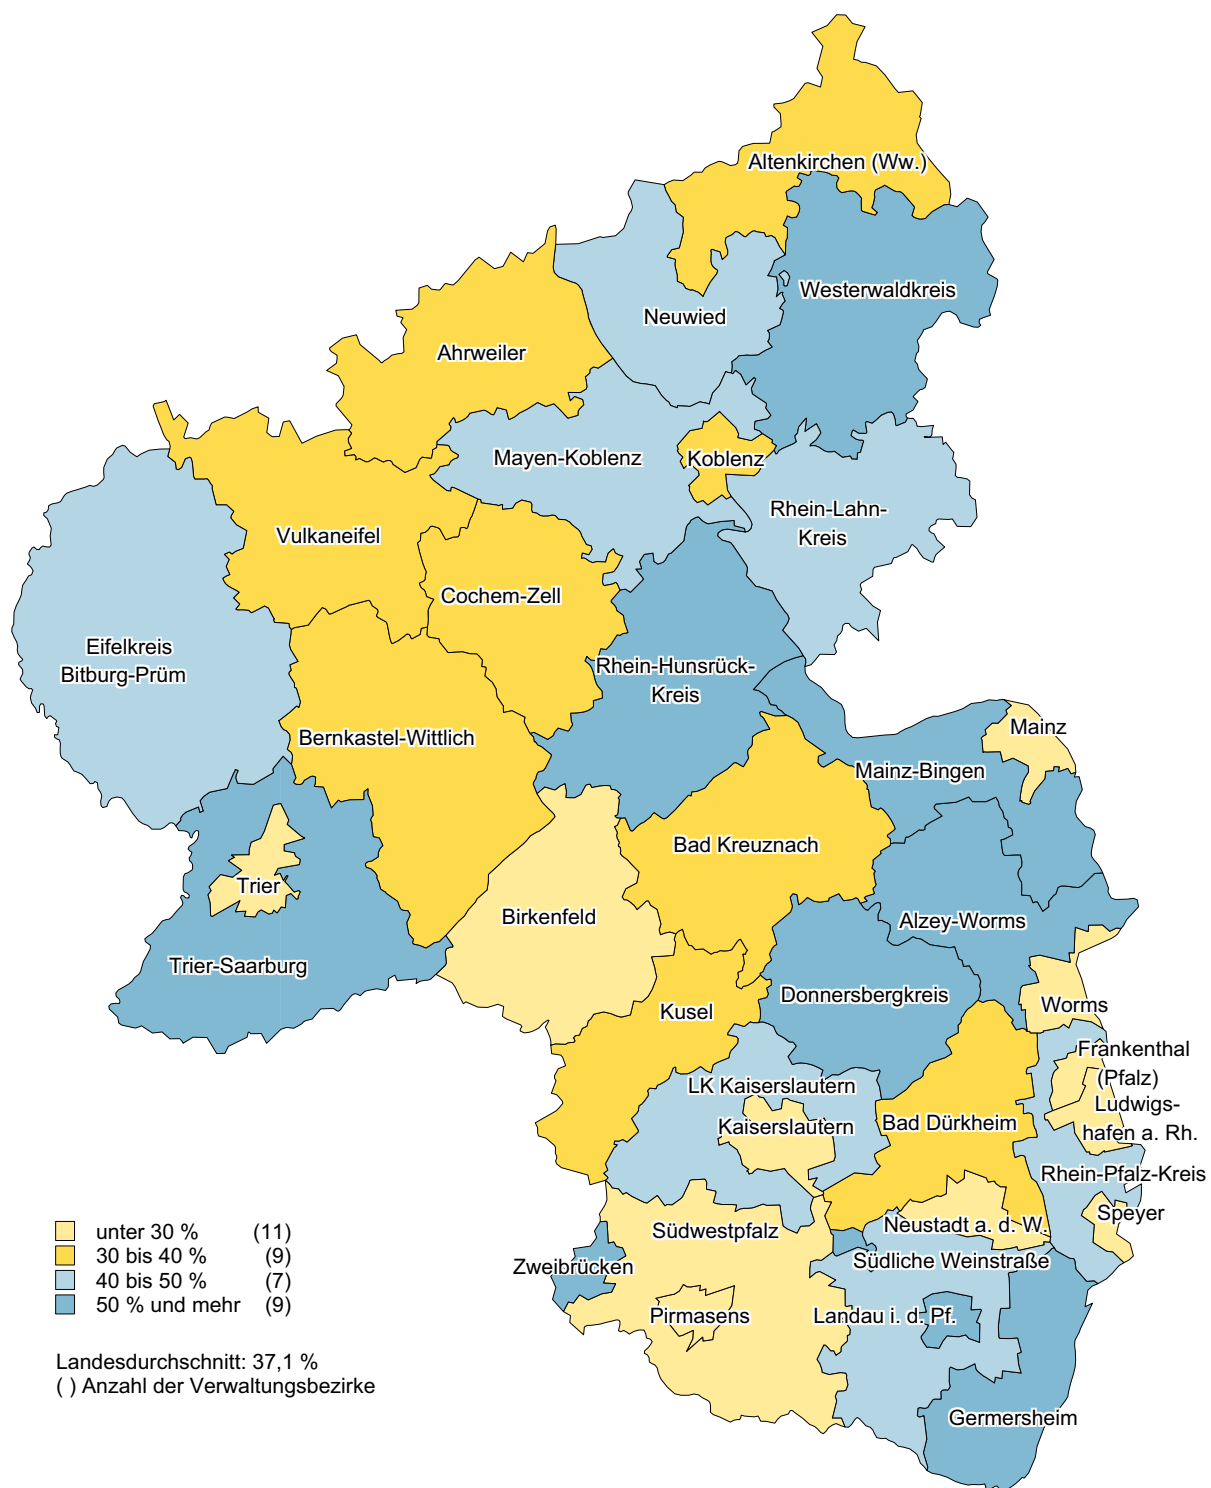 Altenkirchen (Ww.)
Westerwaldkreis
Neuwied
Ahrweiler
Mayen-Koblenz
Koblenz
Rhein-Lahn-
Kreis
Vulkaneifel
Cochem-Zell
Eifelkreis
Bitburg-Prüm
Rhein-Hunsrück-
Kreis
Mainz
Bernkastel-Wittlich
Mainz-Bingen
Bad Kreuznach
Trier
Birkenfeld
Alzey-Worms
Trier-Saarburg
Donnersbergkreis
Worms
Kusel
Frankenthal
(Pfalz)
LK Kaiserslautern
Ludwigs-
hafen a. Rh.
Kaiserslautern
Bad Dürkheim
Rhein-Pfalz-Kreis
Speyer
Neustadt a. d. W.
Südwestpfalz
Südliche Weinstraße
Zweibrücken
Pirmasens
Landau i. d. Pf.
Germersheim
unter 30 % (11)
30 bis 40 % (9)
40 bis 50 % (7)
50 % und mehr (9)
Landesdurchschnitt: 37,1 %
( ) Anzahl der Verwaltungsbezirke